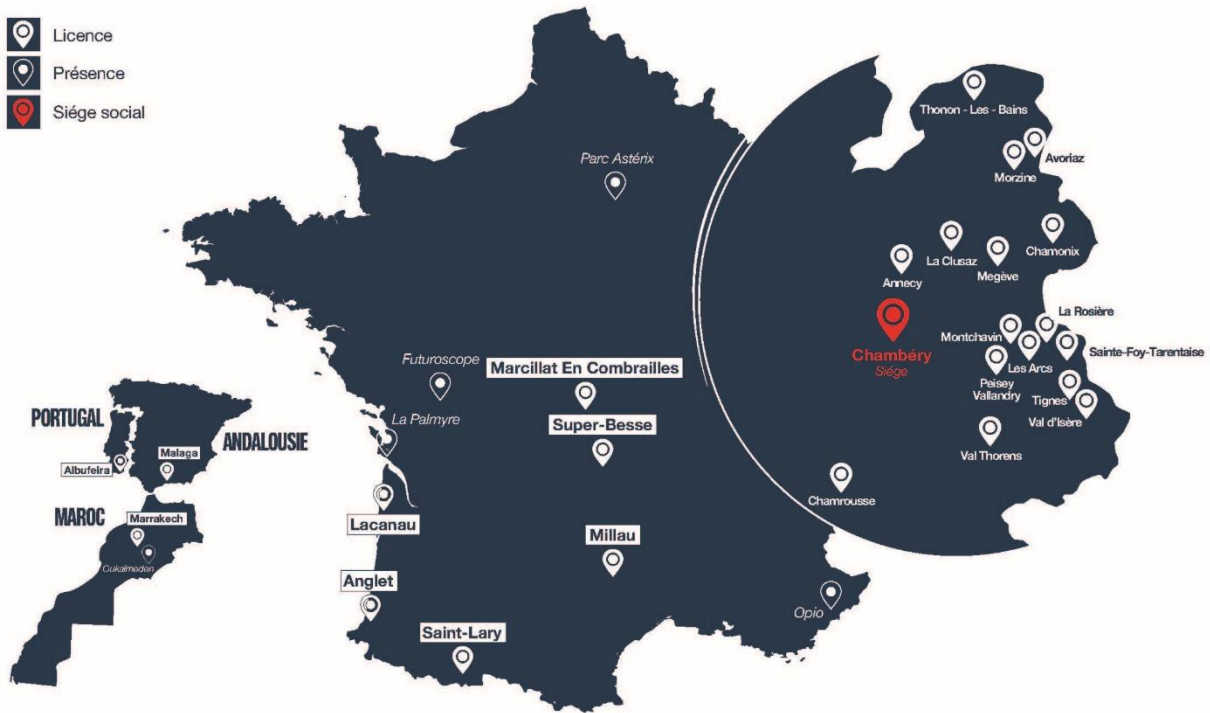 Licence
Présence
Siége social
Parc Astérix
Futuroscope
La Palmyre
Marcillat En Combrailles
Super-Besse
Lacanau
Millau
Anglet
Saint-Lary
Opio
Thonon - Les - Bains
Avoriaz
Morzine
Chamonix
La Clusaz
Megève
Annecy
Chambéry
Siége
La Rosière
Montchavin
Les Arcs
Sainte-Foy-Tarentaise
Peisey
Vallandry
Tignes
Val d'Isère
Val Thorens
Chamrousse
PORTUGAL
ANDALOUSIE
Albufeira
Malaga
MAROC
Marrakech
Oukaïmeden